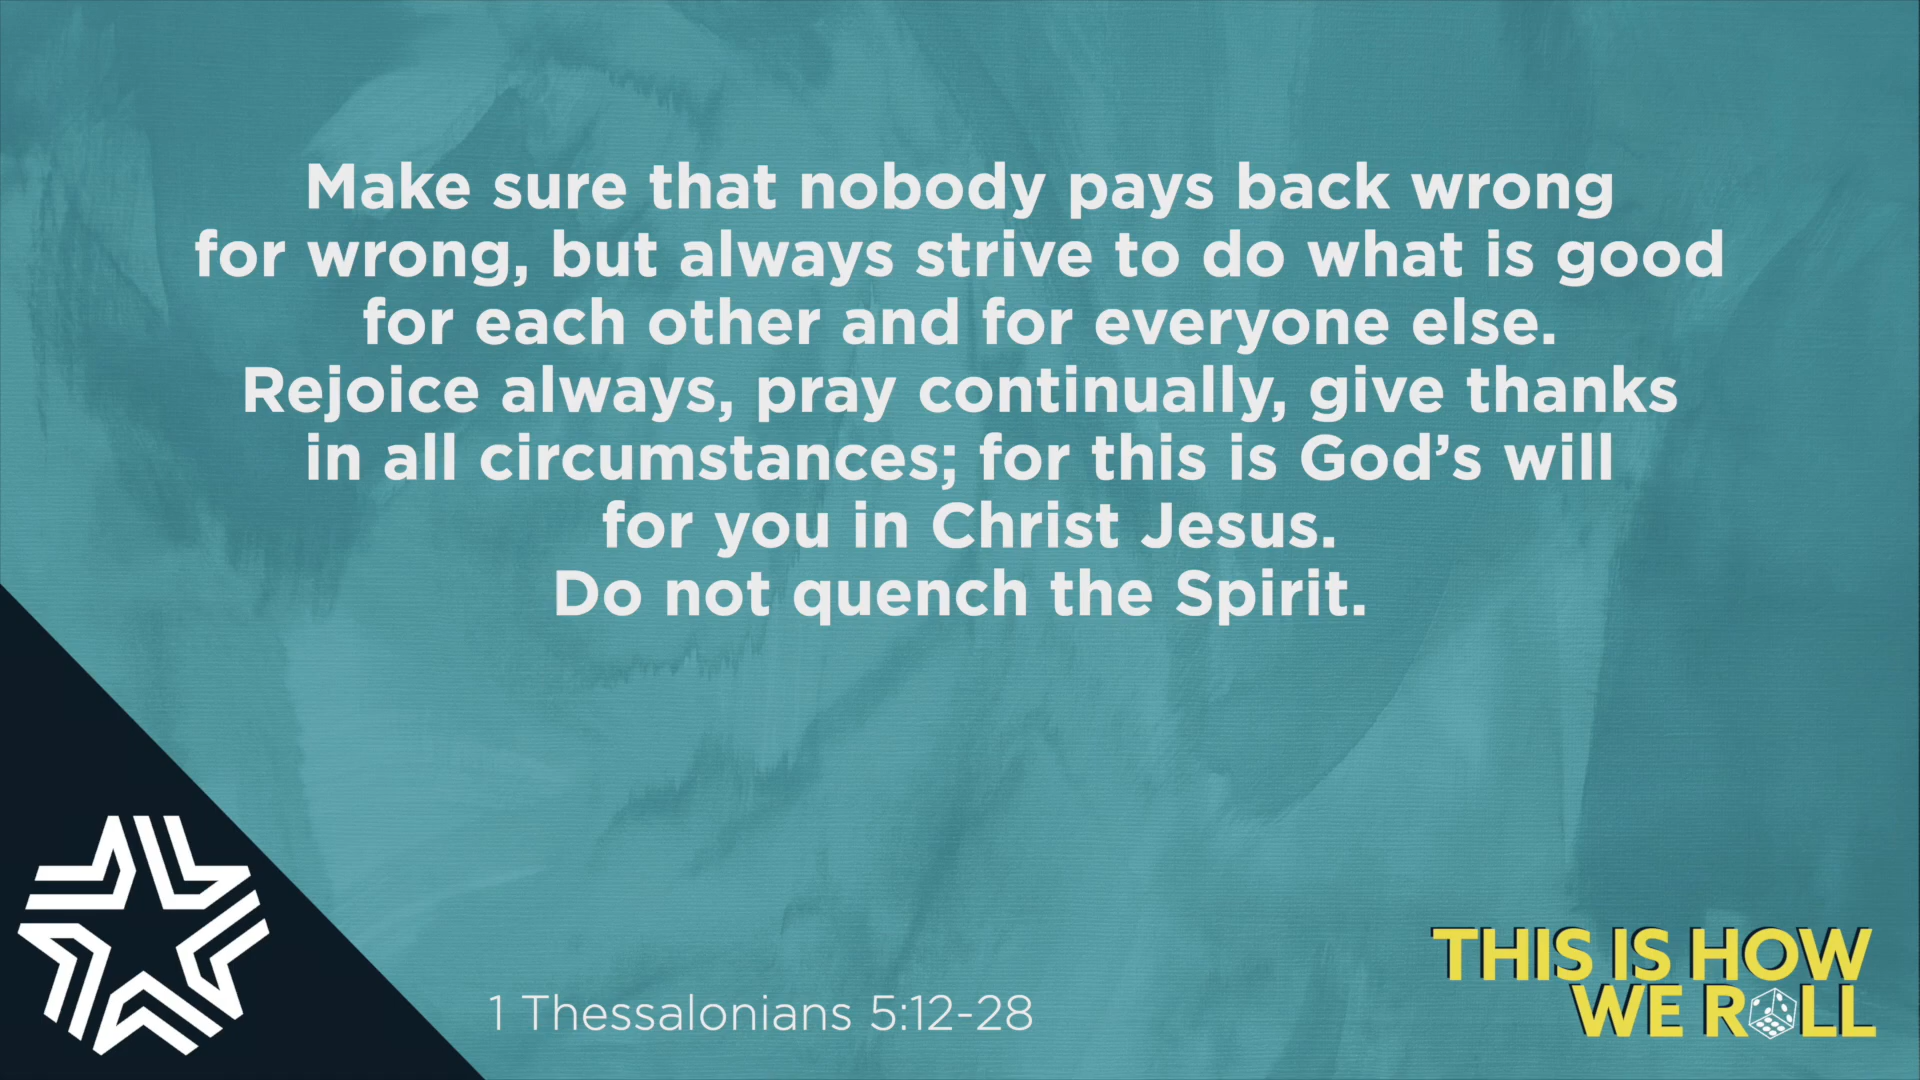 Make sure that nobody pays back wrong
for wrong, but always strive to do what is good
for each other and for everyone else.
Rejoice always, pray continually, give thanks
in all circumstances; for this is God’s will
for you in Christ Jesus.
Do not quench the Spirit.
1 Thessalonians 5:12-28
THIS IS HOW
WE ROLL